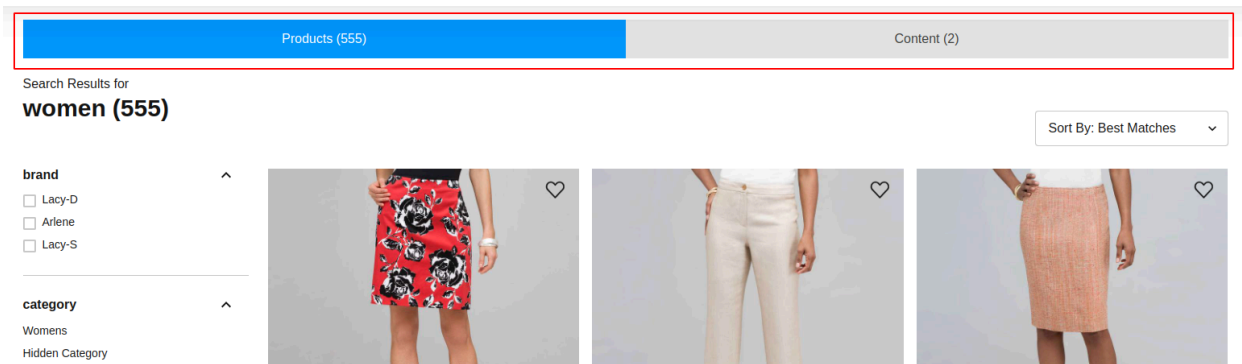 Products (555)
Content (2)
Search Results for
women (555)
Sort By: Best Matches
brand
Lacy-D
Arlene
Lacy-S
category
Womens
Hidden Category